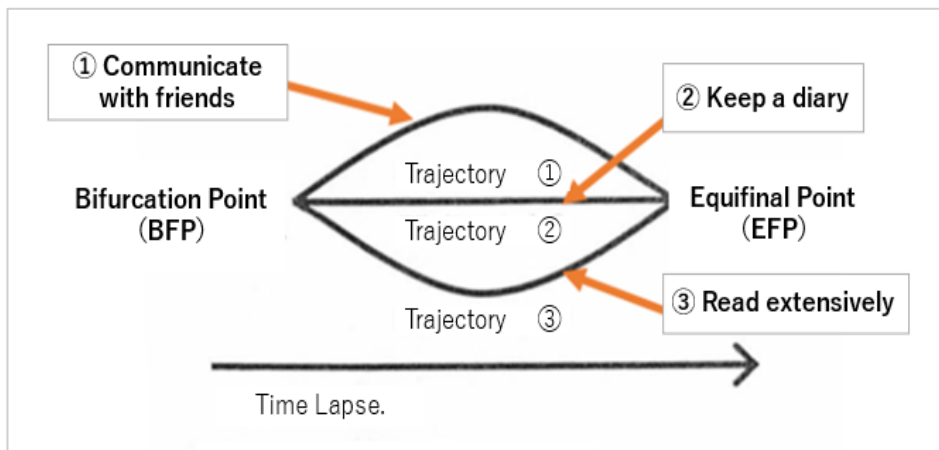 ① Communicate
with friends
② Keep a diary
Trajectory ①
Bifurcation Point
(BFP)
Equifinal Point
(EFP)
Trajectory ②
③ Read extensively
Trajectory ③
Time Lapse.